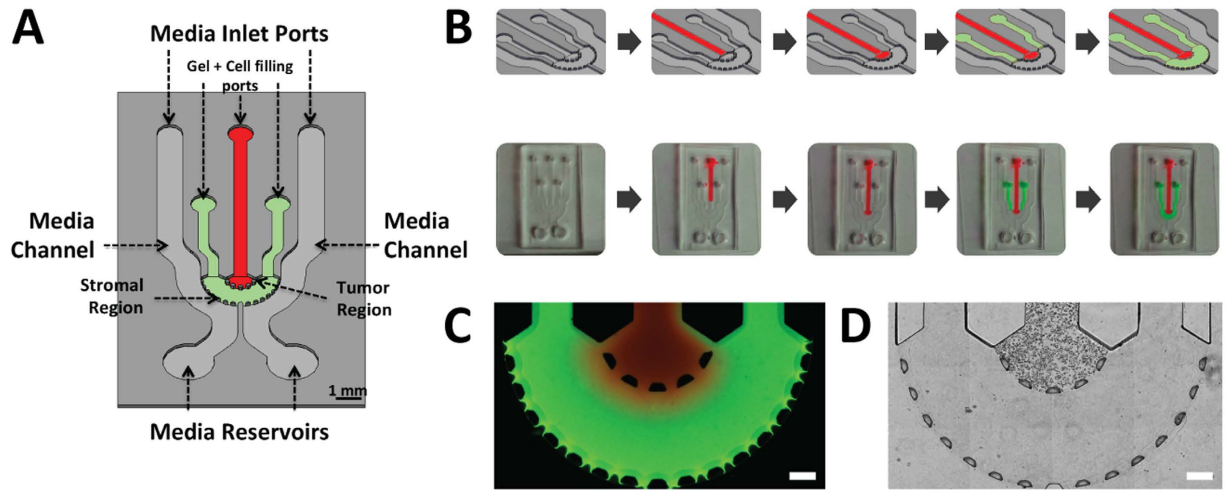 A
Media Inlet Ports
Gel + Cell filling
ports
Media
Channel
Media
Channel
Stromal
Region
Tumor
Region
1 mm
Media Reservoirs
B
C
D